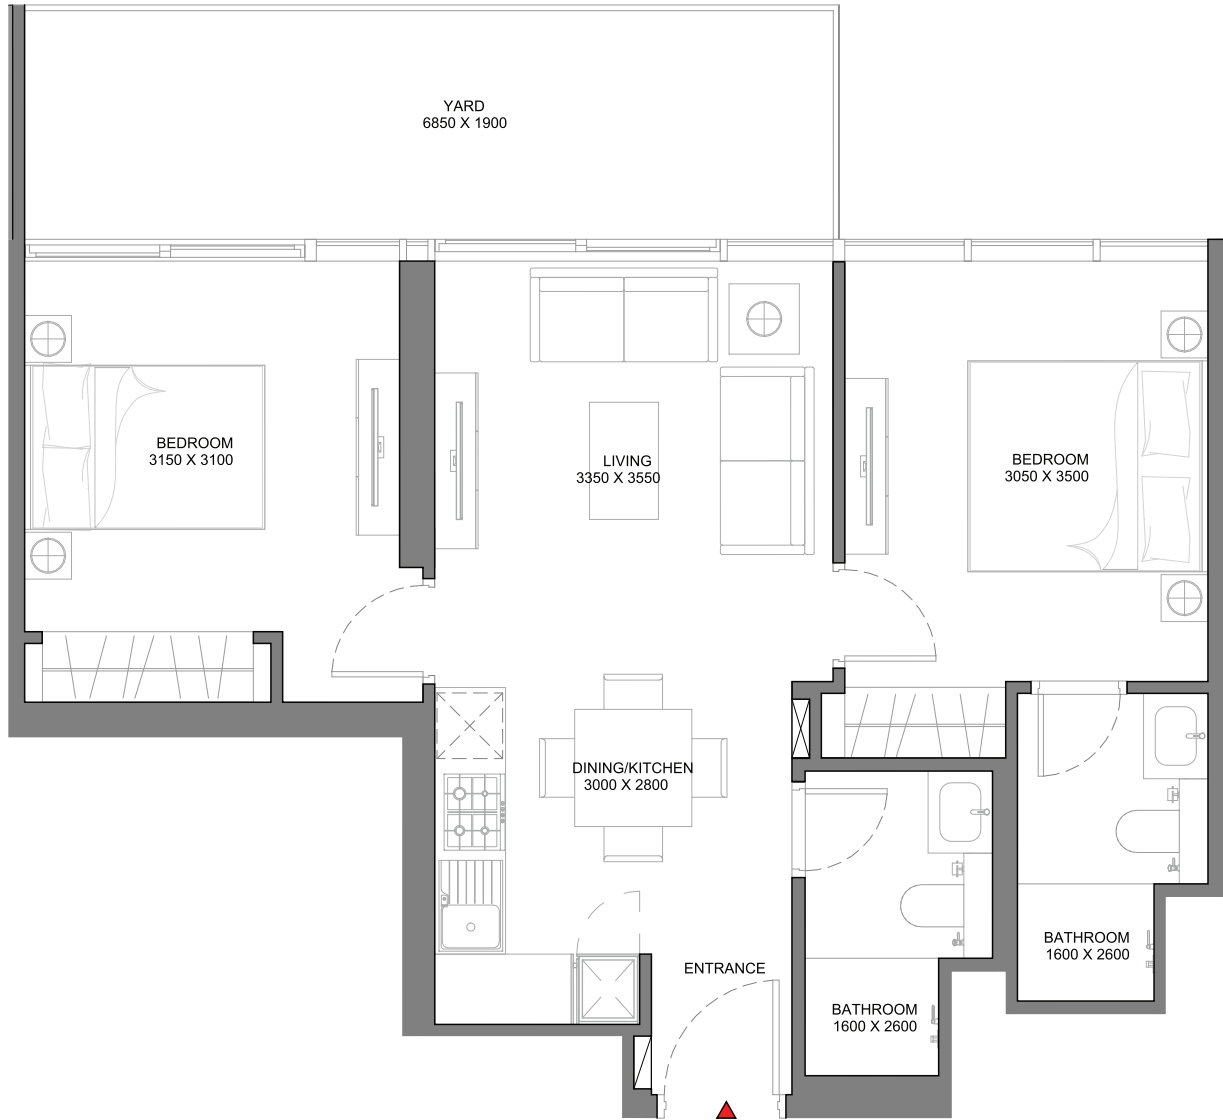 YARD
6850 X 1900
BEDROOM
3150 X 3100
LIVING
3350 X 3550
BEDROOM
3050 X 3500
DINING/KITCHEN
3000 X 2800
ENTRANCE
BATHROOM
1600 X 2600
BATHROOM
1600 X 2600